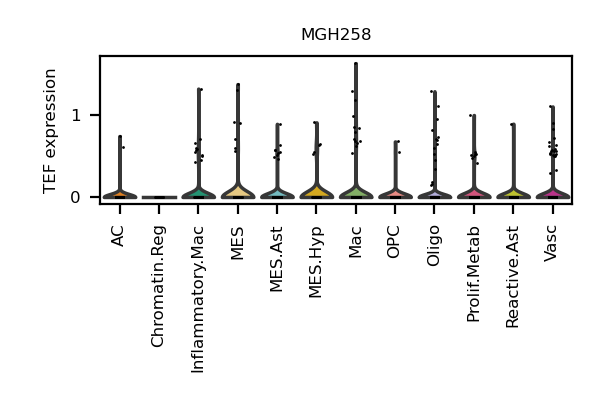 MGH258
TEF expression
1
0
AC
Chromatin.Reg
Inflammatory.Mac
MES
MES.Ast
MES.Hyp
Mac
OPC
Oligo
Prolif.Metab
Reactive.Ast
Vasc